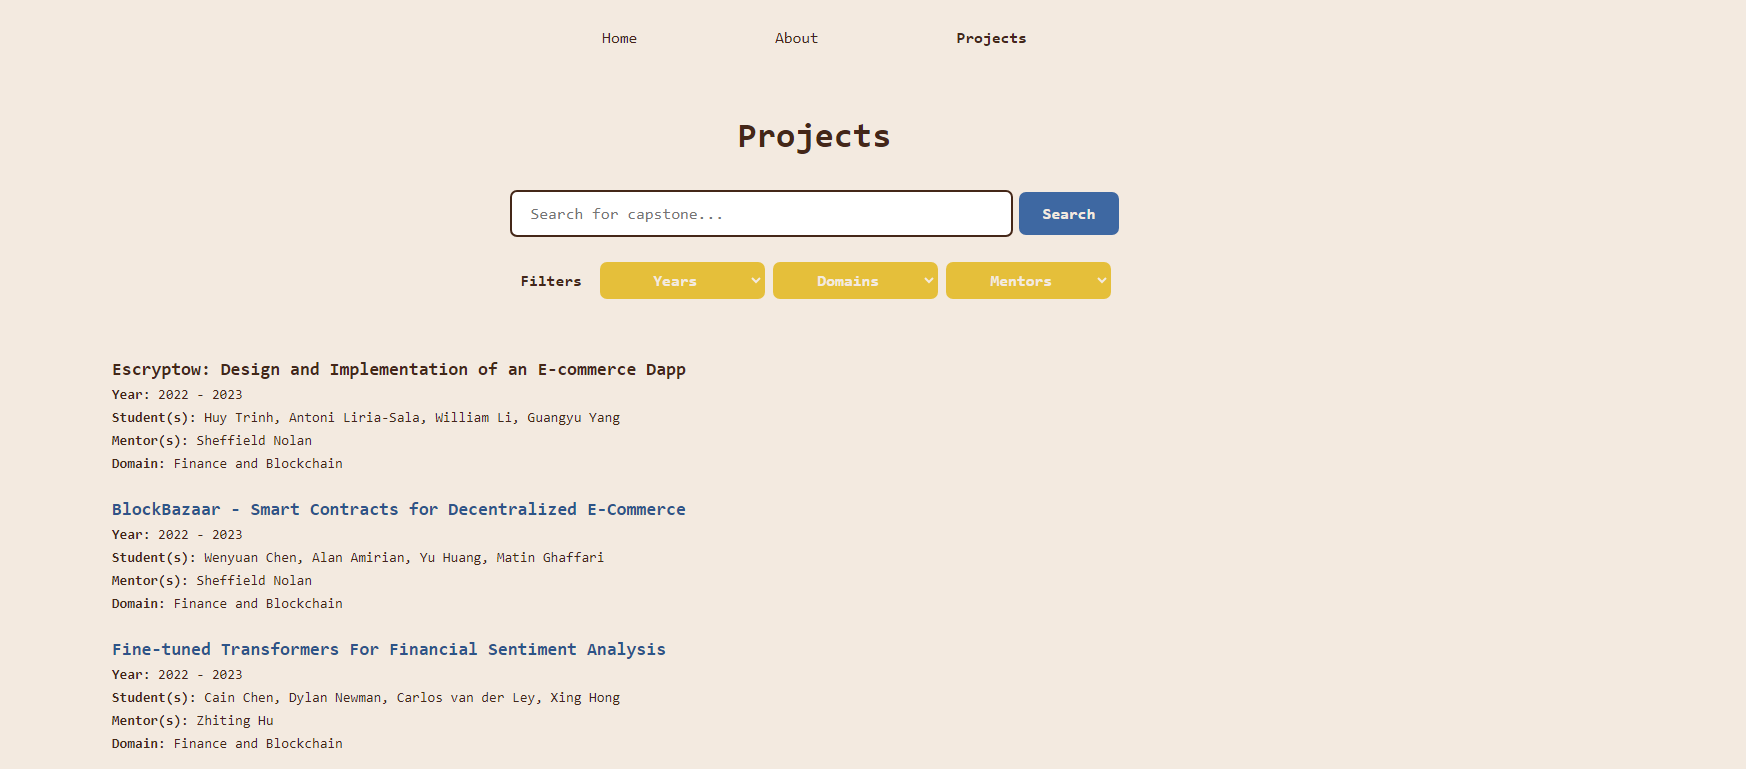 Home About Projects
Projects
Search for capstone... Search
Filters Years Domains Mentors
Escryptow: Design and Implementation of an E-commerce Dapp
Year: 2022 - 2023
Student(s): Huy Trinh, Antoni Liria-Sala, William Li, Guangyu Yang
Mentor(s): Sheffield Nolan
Domain: Finance and Blockchain
BlockBazaar - Smart Contracts for Decentralized E-Commerce
Year: 2022 - 2023
Student(s): Wenyuan Chen, Alan Amirian, Yu Huang, Matin Ghaffari
Mentor(s): Sheffield Nolan
Domain: Finance and Blockchain
Fine-tuned Transformers For Financial Sentiment Analysis
Year: 2022 - 2023
Student(s): Cain Chen, Dylan Newman, Carlos van der Ley, Xing Hong
Mentor(s): Zhiting Hu
Domain: Finance and Blockchain